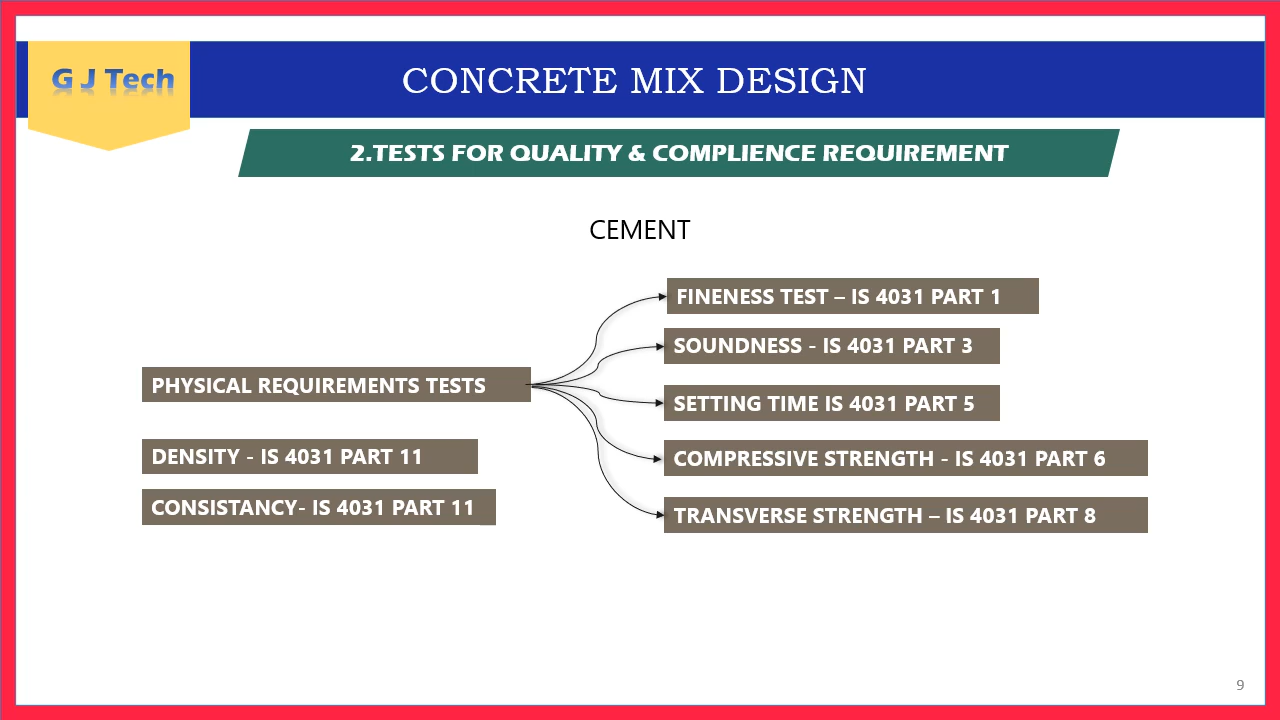 G J Tech
CONCRETE MIX DESIGN
2.TESTS FOR QUALITY & COMPLIENCE REQUIREMENT
CEMENT
FINENESS TEST – IS 4031 PART 1
SOUNDNESS - IS 4031 PART 3
PHYSICAL REQUIREMENTS TESTS
SETTING TIME IS 4031 PART 5
DENSITY - IS 4031 PART 11
COMPRESSIVE STRENGTH - IS 4031 PART 6
CONSISTANCY- IS 4031 PART 11
TRANSVERSE STRENGTH – IS 4031 PART 8
9